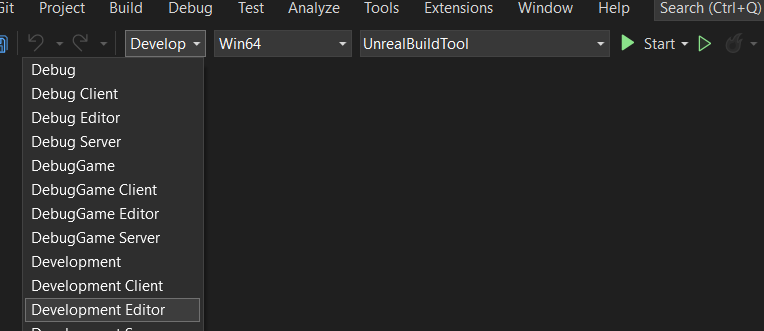 Git Project Build Debug Test Analyze Tools Extensions Window Help Search (Ctrl+Q)
Develop Win64 UnrealBuildTool Start
Debug
Debug Client
Debug Editor
Debug Server
DebugGame
DebugGame Client
DebugGame Editor
DebugGame Server
Development
Development Client
Development Editor